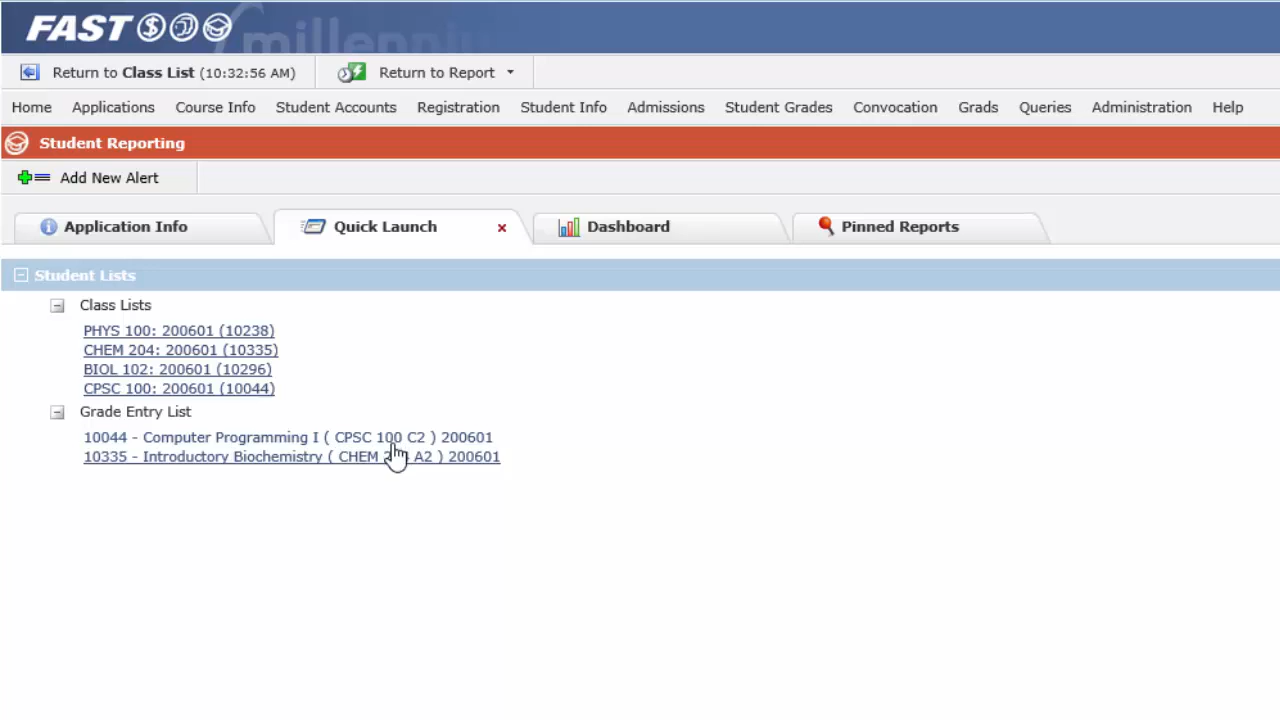 FAST
millennium
Return to Class List (10:32:56 AM)
Return to Report
Home Applications Course Info Student Accounts Registration Student Info Admissions Student Grades Convocation Grads Queries Administration Help
Student Reporting
Add New Alert
Application Info Quick Launch Dashboard Pinned Reports
Student Lists
Class Lists
PHYS 100: 200601 (10238)
CHEM 204: 200601 (10335)
BIOL 102: 200601 (10296)
CPSC 100: 200601 (10044)
Grade Entry List
10044 - Computer Programming I ( CPSC 100 C2 ) 200601
10335 - Introductory Biochemistry ( CHEM 204 A2 ) 200601